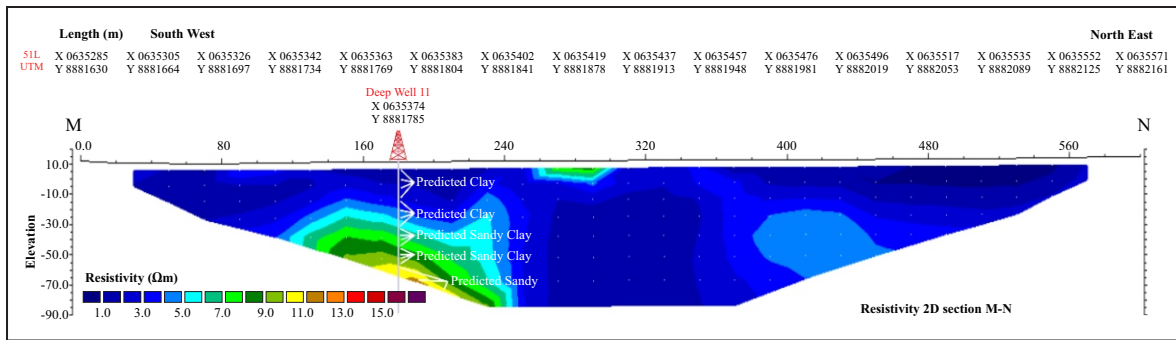 Length (m) South West North East
51L X 0635285 X 0635305 X 0635326 X 0635342 X 0635363 X 0635383 X 0635402 X 0635419 X 0635437 X 0635457 X 0635476 X 0635496 X 0635517 X 0635535 X 0635552 X 0635571
UTM Y 8881630 Y 8881664 Y 8881697 Y 8881734 Y 8881769 Y 8881804 Y 8881841 Y 8881878 Y 8881913 Y 8881948 Y 8881981 Y 8882019 Y 8882053 Y 8882089 Y 8882125 Y 8882161
Deep Well 11
X 0635374
Y 8881785
M N
0.0 80 160 240 320 400 480 560
10.0
Predicted Clay
-10.0
Predicted Clay
-30.0
Predicted Sandy Clay
-50.0
Predicted Sandy Clay
-70.0
Predicted Sandy
-90.0
Elevation
Resistivity (Ωm)
1.0 3.0 5.0 7.0 9.0 11.0 13.0 15.0
Resistivity 2D section M-N